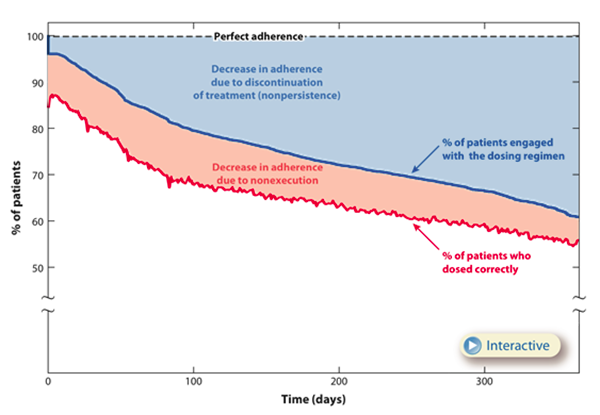 100
Perfect adherence
Decrease in adherence
due to discontinuation
of treatment (nonpersistence)
90
80
% of patients engaged
with the dosing regimen
70
Decrease in adherence
due to nonexecution
% of patients
60
% of patients who
dosed correctly
50
Interactive
0
100
200
300
Time (days)